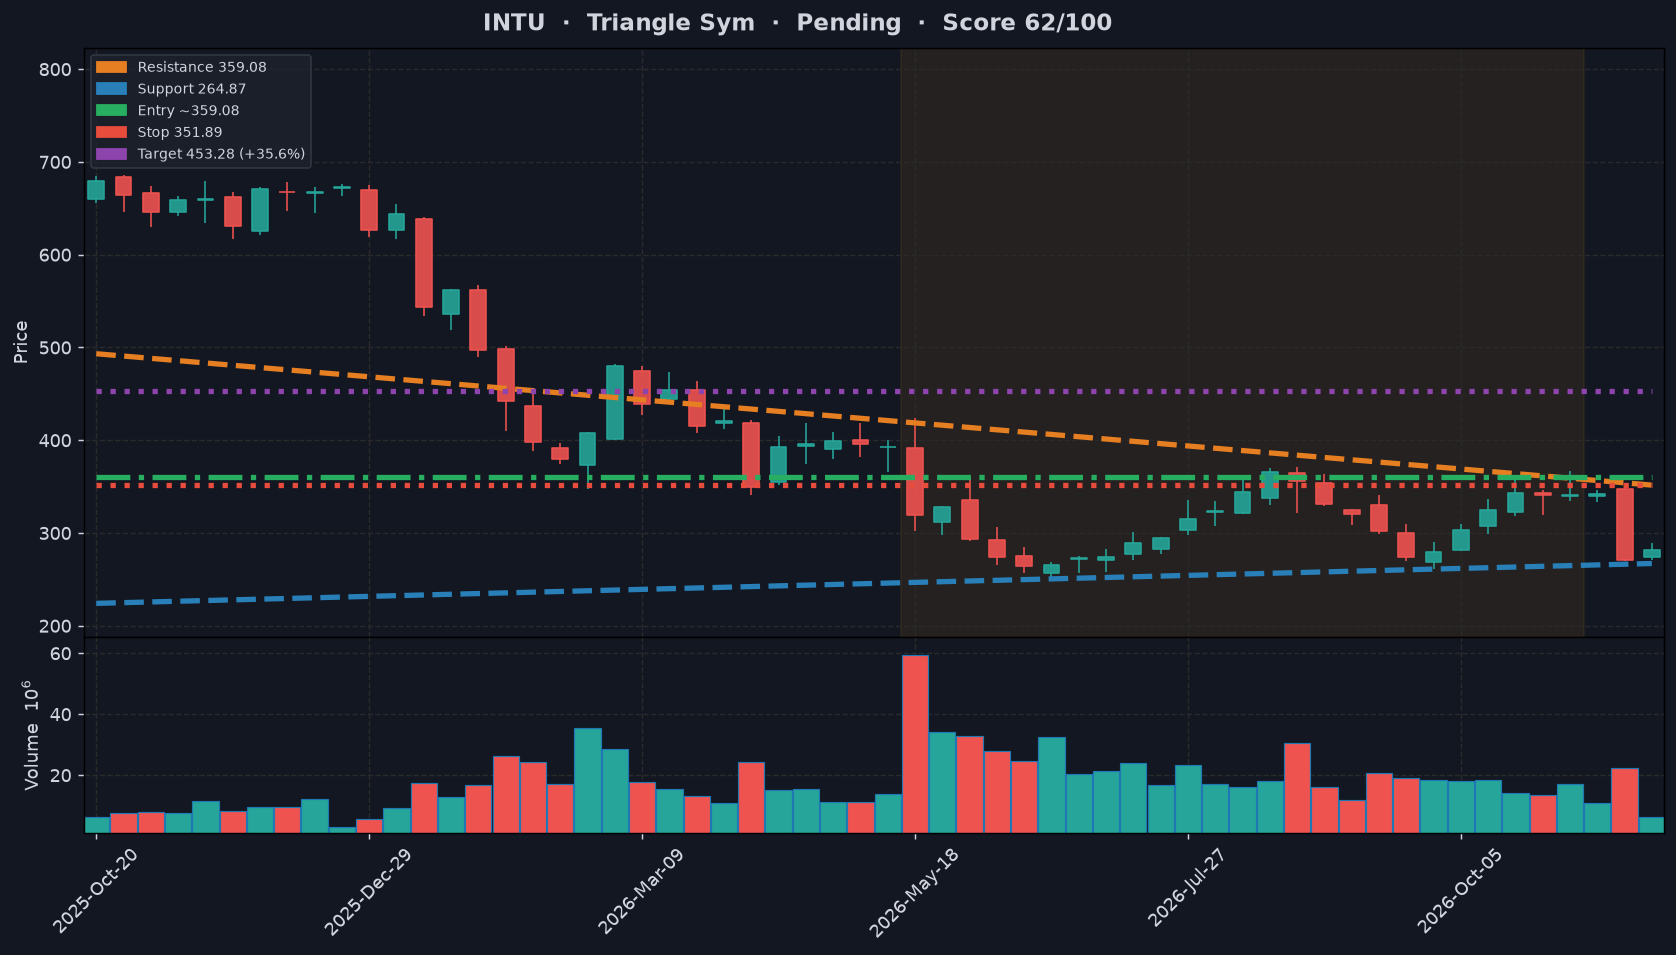 INTU · Triangle Sym · Pending · Score 62/100
Resistance 359.08
Support 264.87
Entry ~359.08
Stop 351.89
Target 453.28 (+35.6%)
Price
800
700
600
500
400
300
200
Volume 10⁶
60
40
20
2025-Oct-20
2025-Dec-29
2026-Mar-09
2026-May-18
2026-Jul-27
2026-Oct-05